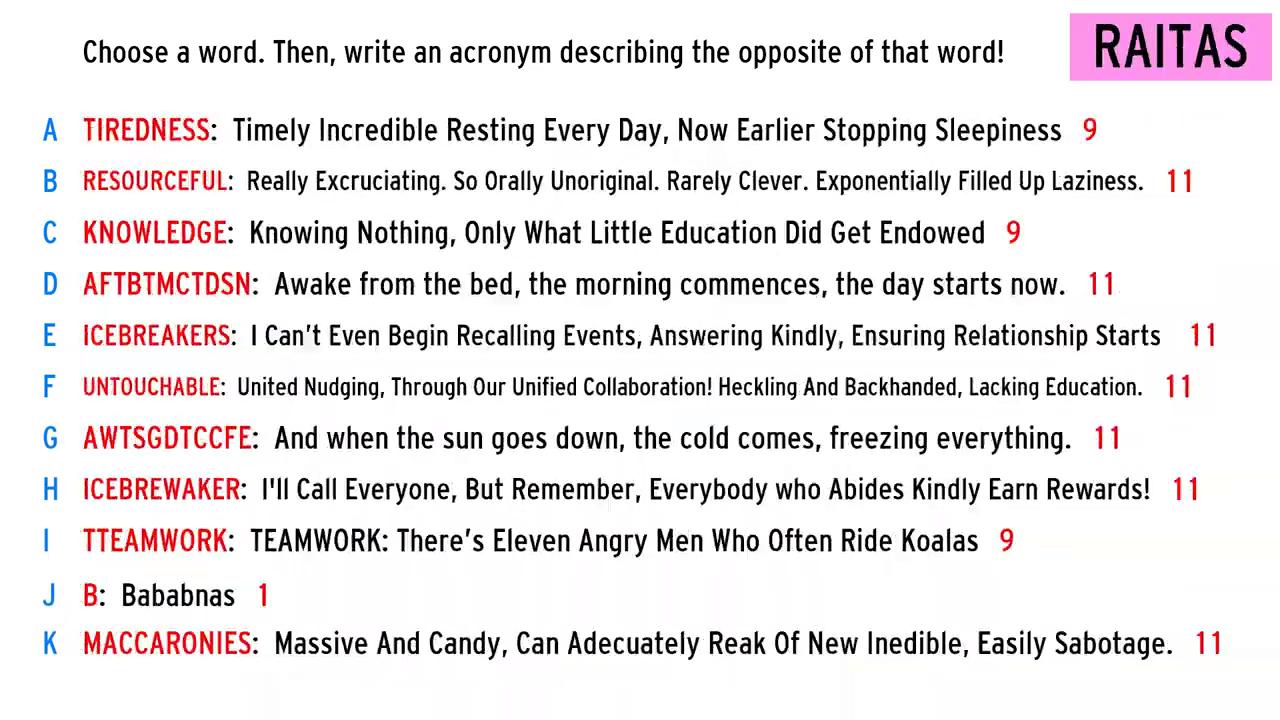 Choose a word. Then, write an acronym describing the opposite of that word!
RAITAS
A TIREDNESS: Timely Incredible Resting Every Day, Now Earlier Stopping Sleepiness 9
B RESOURCEFUL: Really Excruciating. So Orally Unoriginal. Rarely Clever. Exponentially Filled Up Laziness. 11
C KNOWLEDGE: Knowing Nothing, Only What Little Education Did Get Endowed 9
D AFTBTMCTDSN: Awake from the bed, the morning commences, the day starts now. 11
E ICEBREAKERS: I Can't Even Begin Recalling Events, Answering Kindly, Ensuring Relationship Starts 11
F UNTOUCHABLE: United Nudging, Through Our Unified Collaboration! Heckling And Backhanded, Lacking Education. 11
G AWTSGDTCCFE: And when the sun goes down, the cold comes, freezing everything. 11
H ICEBREWAKER: I'll Call Everyone, But Remember, Everybody who Abides Kindly Earn Rewards! 11
I TTEAMWORK: TEAMWORK: There's Eleven Angry Men Who Often Ride Koalas 9
J B: Bababnas 1
K MACCARONIES: Massive And Candy, Can Adecuately Reak Of New Inedible, Easily Sabotage. 11